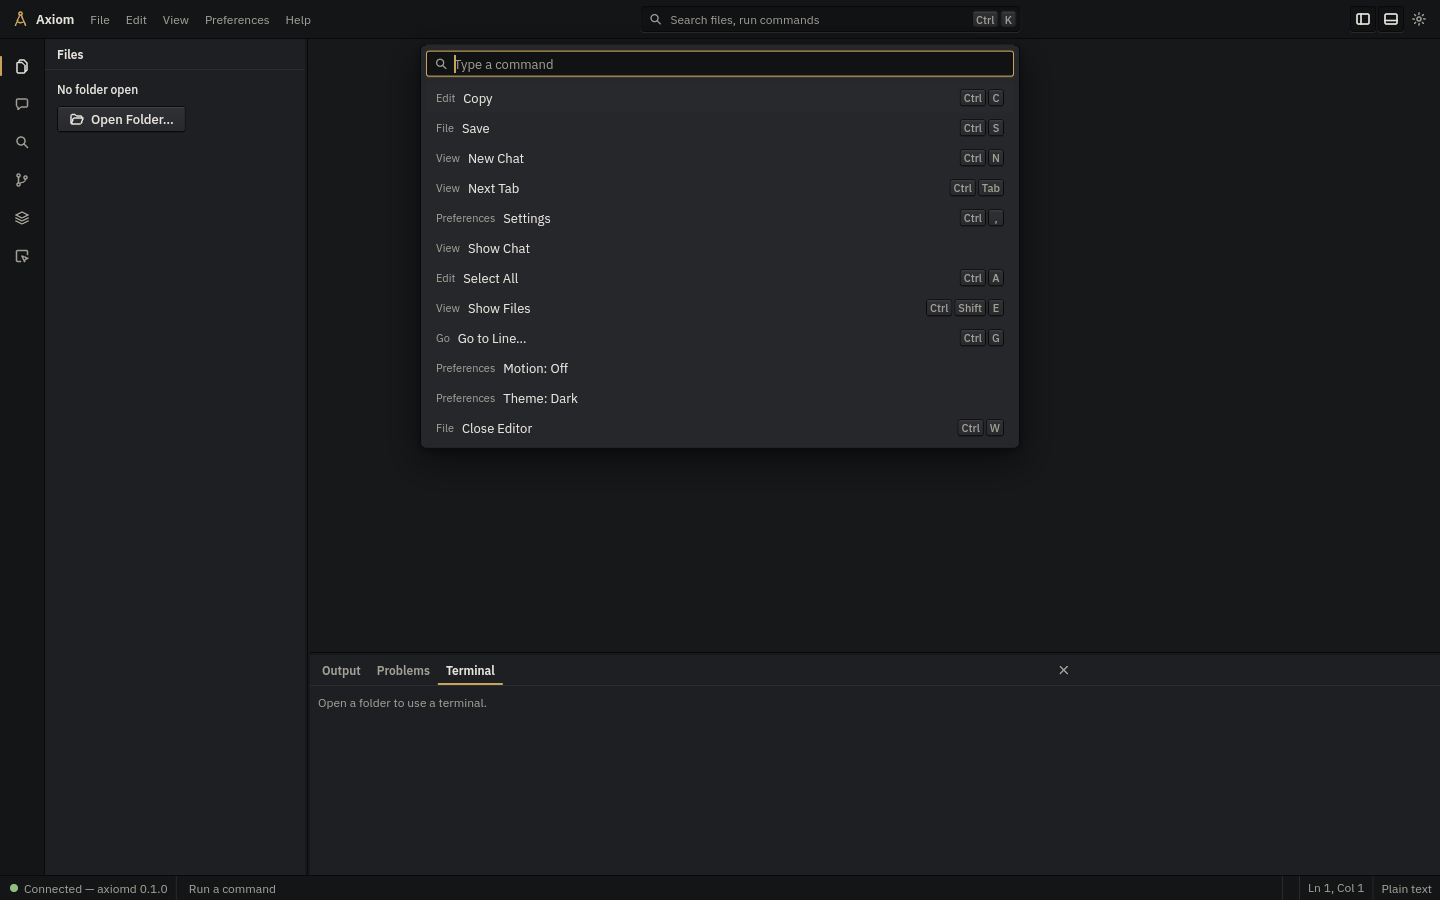 Axiom File Edit View Preferences Help Search files, run commands Ctrl K
Files
No folder open
Open Folder...
Type a command
Edit Copy Ctrl C
File Save Ctrl S
View New Chat Ctrl N
View Next Tab Ctrl Tab
Preferences Settings Ctrl ,
View Show Chat
Edit Select All Ctrl A
View Show Files Ctrl Shift E
Go Go to Line... Ctrl G
Preferences Motion: Off
Preferences Theme: Dark
File Close Editor Ctrl W
Output Problems Terminal
Open a folder to use a terminal.
Connected — axiomd 0.1.0 Run a command Ln 1, Col 1 Plain text